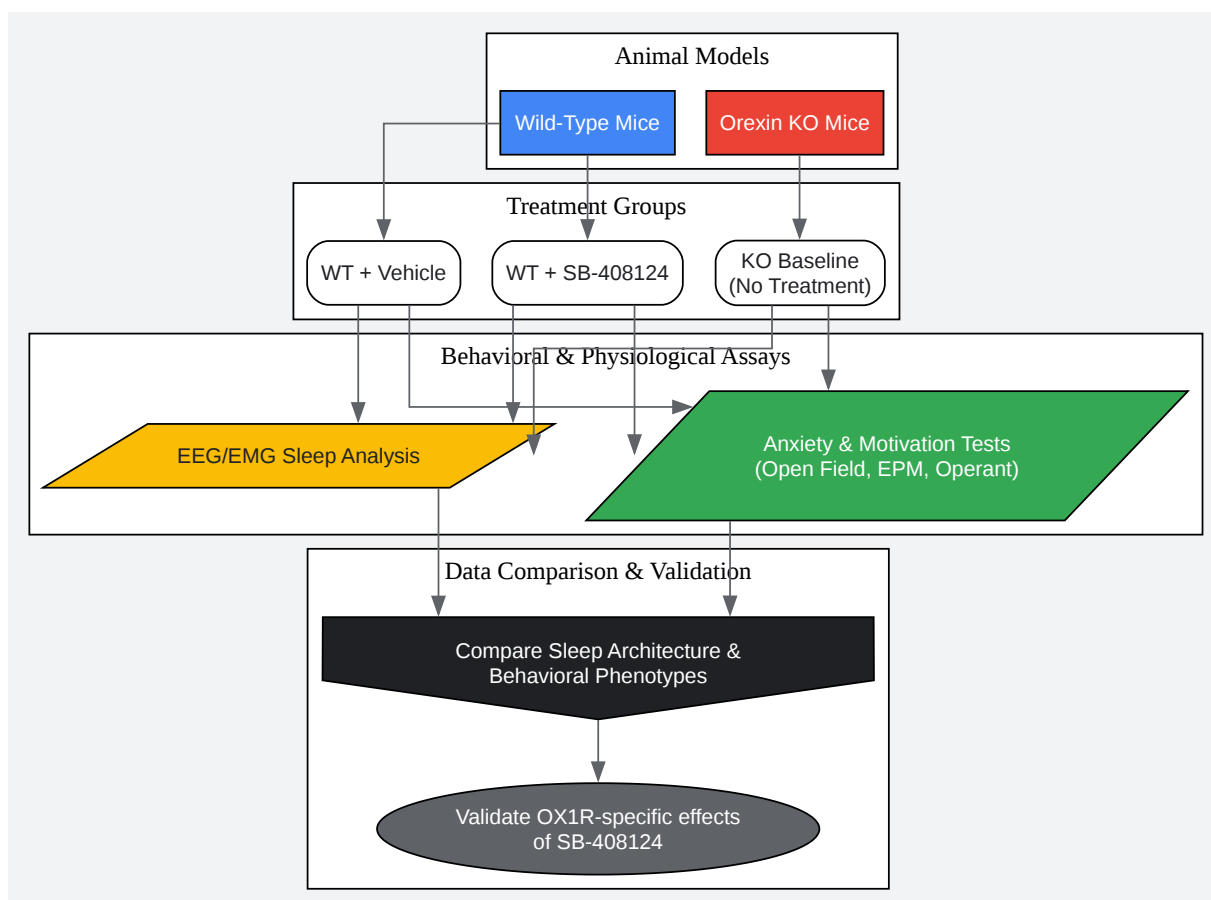 Animal Models
Wild-Type Mice
Orexin KO Mice
Treatment Groups
WT + Vehicle
WT + SB-408124
KO Baseline
(No Treatment)
Behavioral & Physiological Assays
EEG/EMG Sleep Analysis
Anxiety & Motivation Tests
(Open Field, EPM, Operant)
Data Comparison & Validation
Compare Sleep Architecture &
Behavioral Phenotypes
Validate OX1R-specific effects
of SB-408124